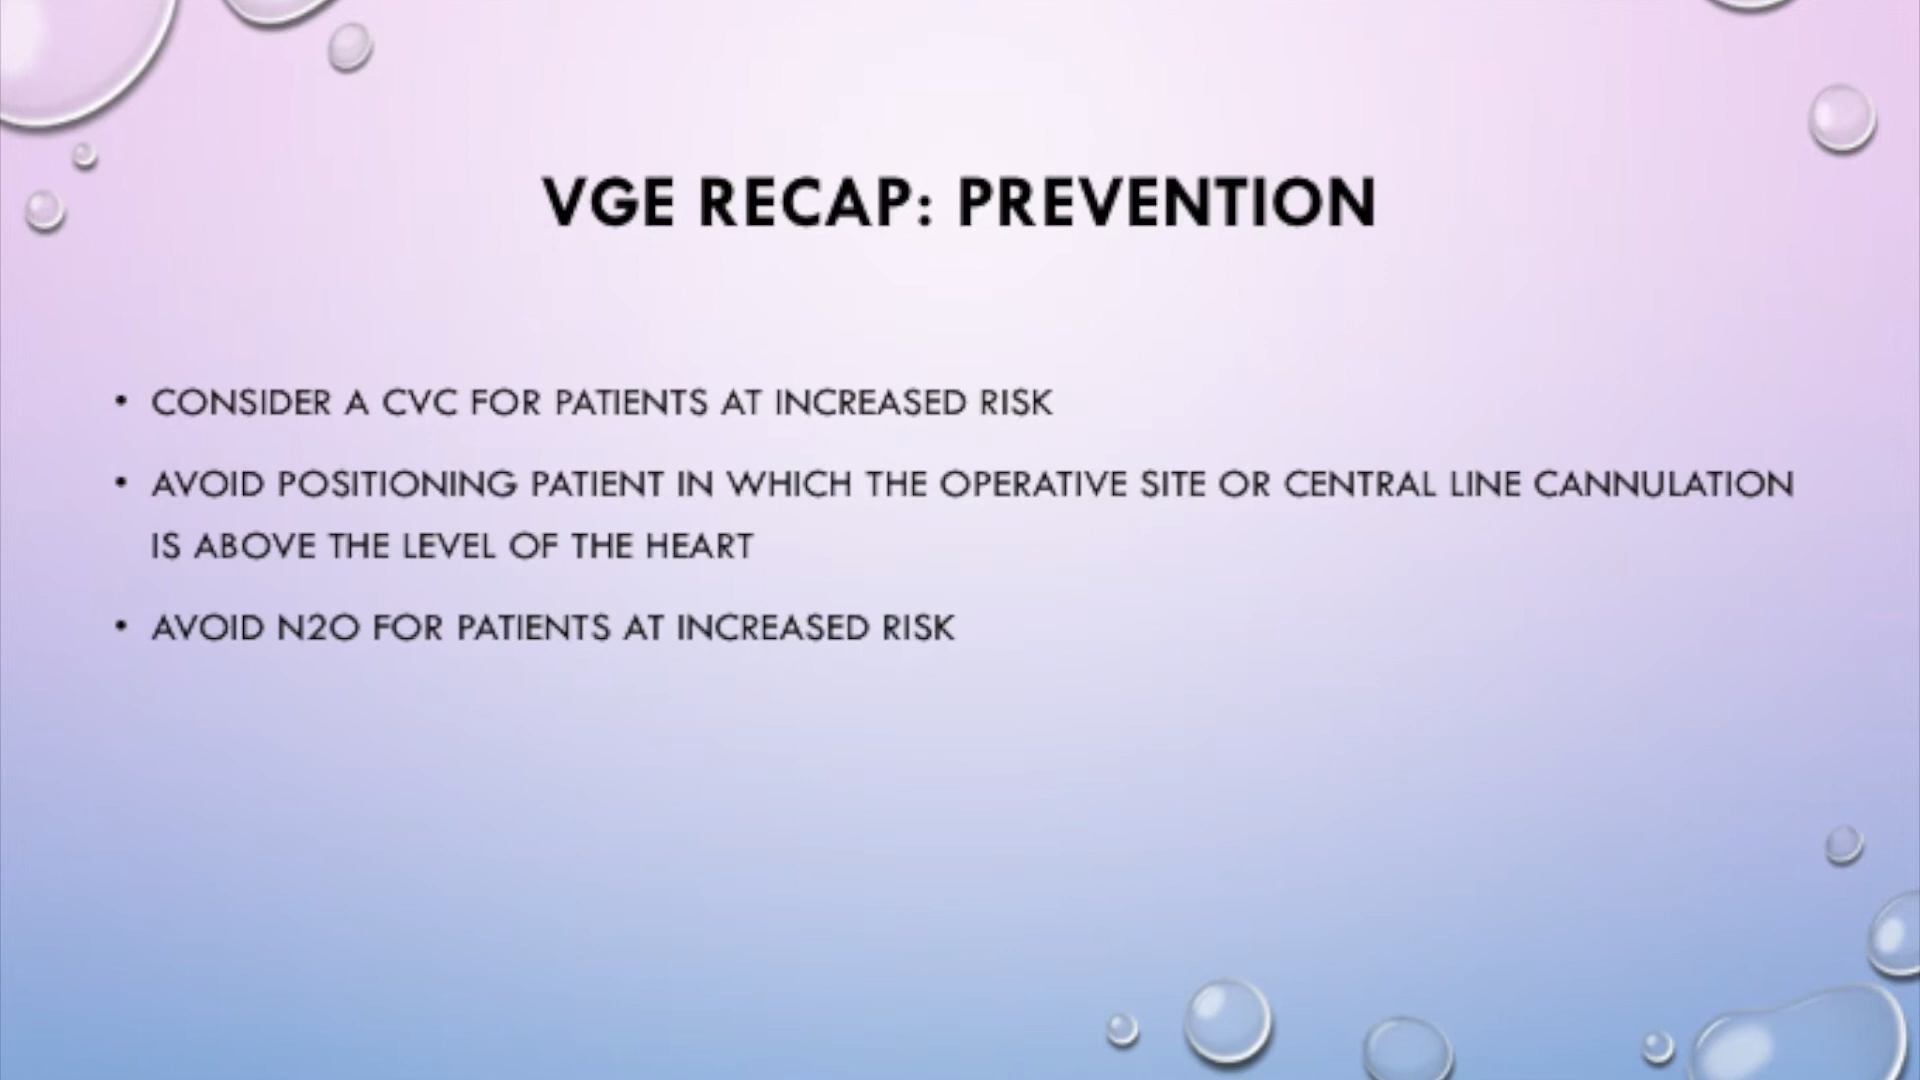 VGE RECAP: PREVENTION
• CONSIDER A CVC FOR PATIENTS AT INCREASED RISK
• AVOID POSITIONING PATIENT IN WHICH THE OPERATIVE SITE OR CENTRAL LINE CANNULATION
IS ABOVE THE LEVEL OF THE HEART
• AVOID N2O FOR PATIENTS AT INCREASED RISK